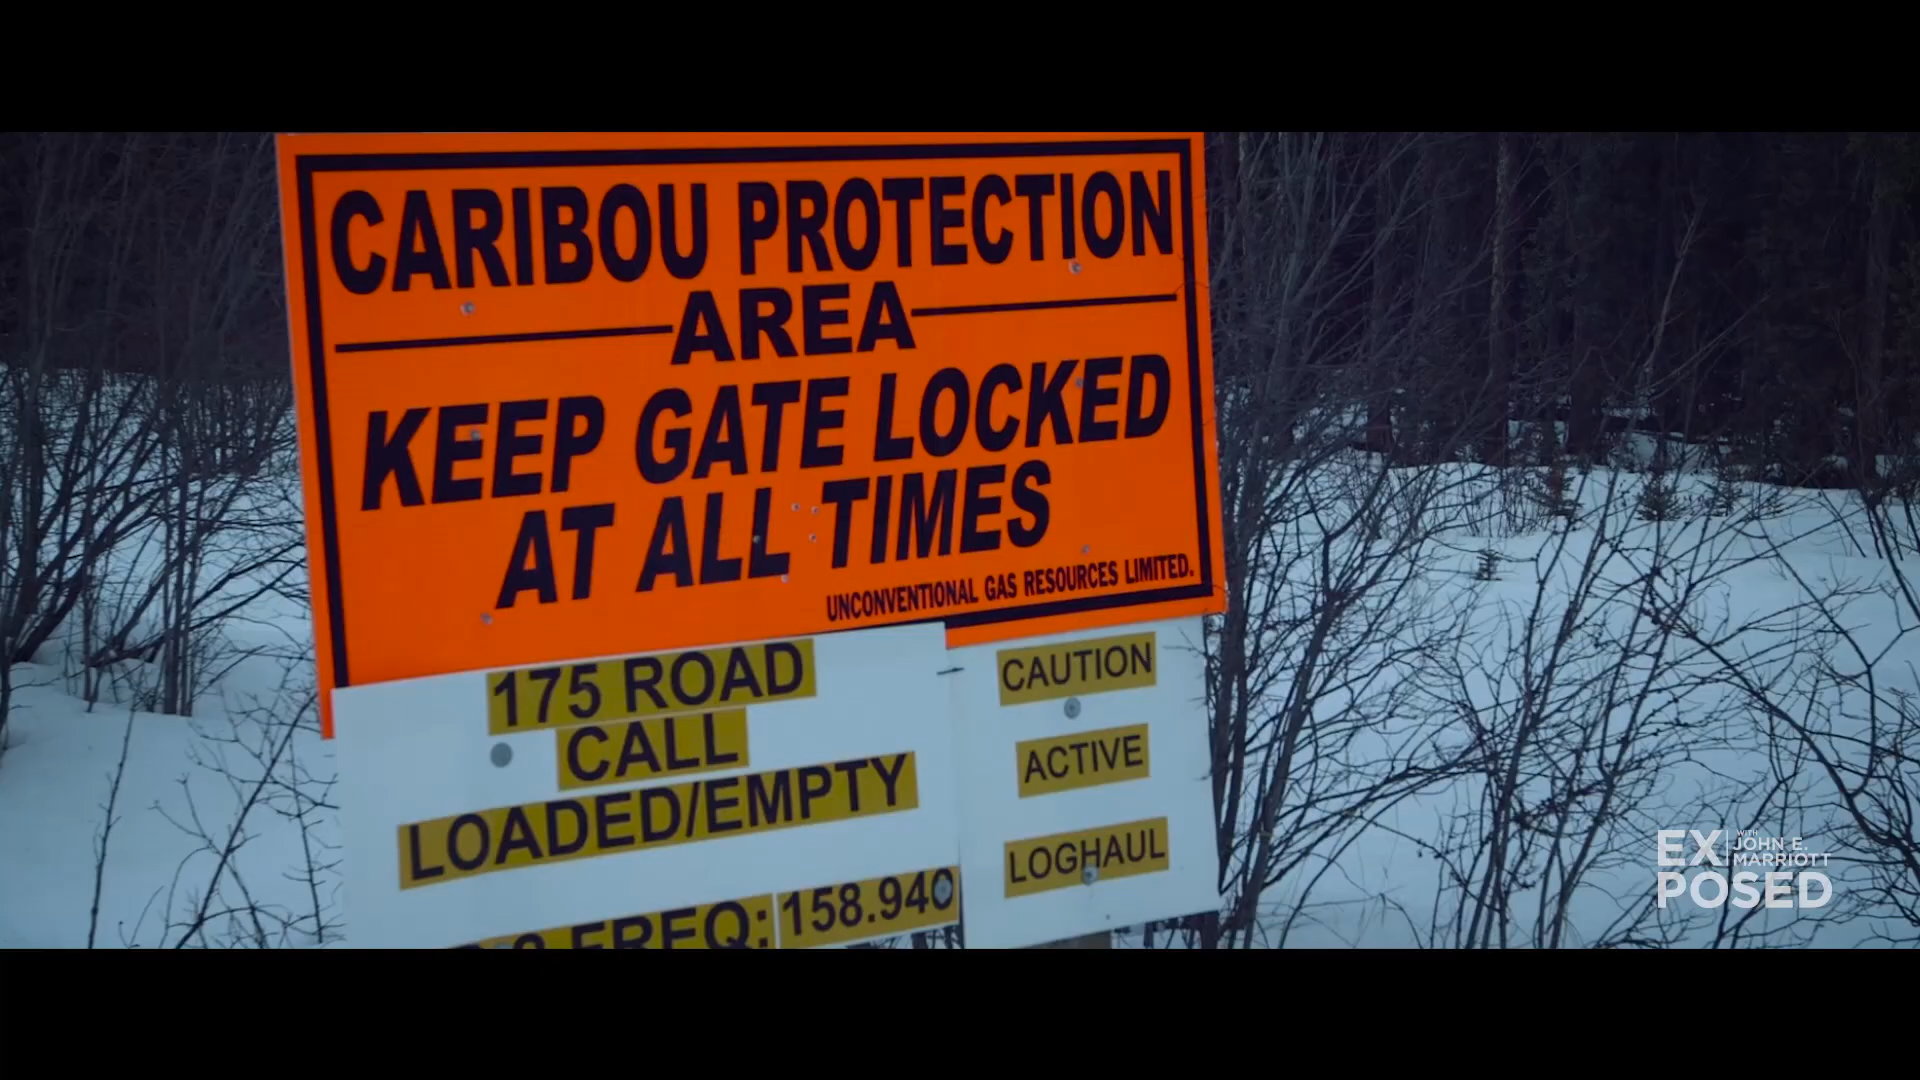 CARIBOU PROTECTION
AREA
KEEP GATE LOCKED
AT ALL TIMES
UNCONVENTIONAL GAS RESOURCES LIMITED.
175 ROAD
CALL
LOADED/EMPTY
FREQ: 158.940
CAUTION
ACTIVE
LOGHAUL
EX
POSED
WITH
JOHN E.
MARRIOTT